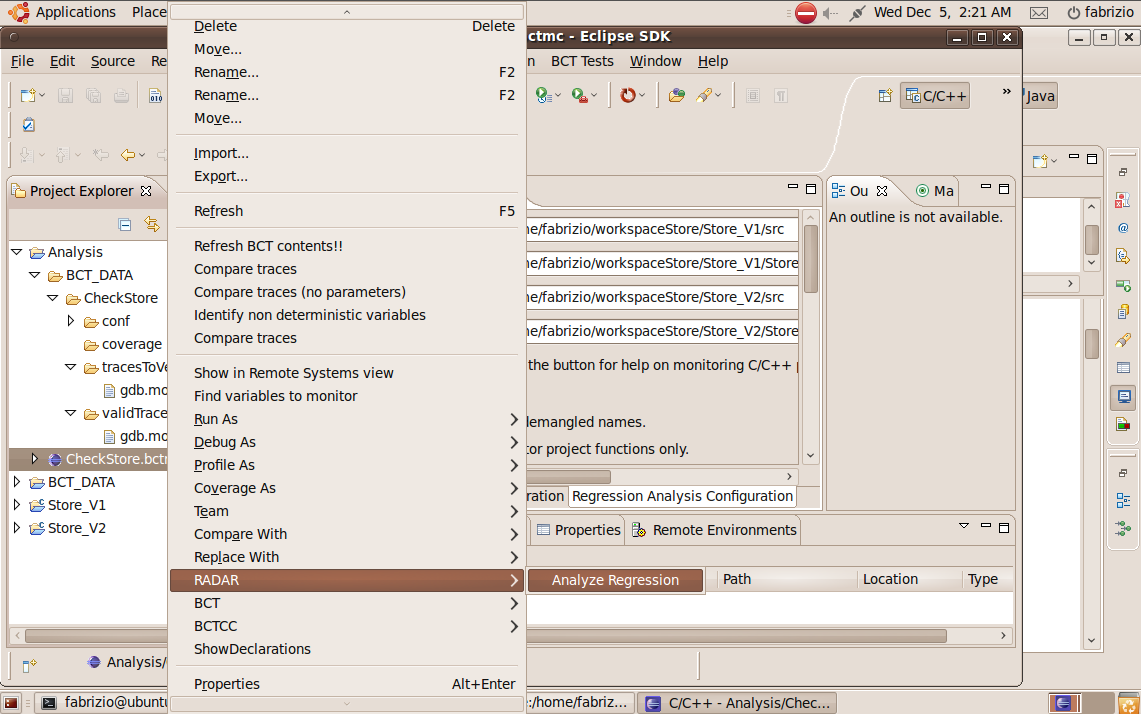 Applications Place
Wed Dec 5, 2:21 AM
fabrizio
ctmc - Eclipse SDK
File Edit Source Re
n BCT Tests Window Help
C/C++
»
Java
Project Explorer
Analysis
BCT_DATA
CheckStore
conf
coverage
tracesToVe
gdb.mo
validTrace
gdb.mo
CheckStore.bct
BCT_DATA
Store_V1
Store_V2
Analysis/
Delete Delete
Move...
Rename... F2
Rename... F2
Move...
Import...
Export...
Refresh F5
Refresh BCT contents!!
Compare traces
Compare traces (no parameters)
Identify non deterministic variables
Compare traces
Show in Remote Systems view
Find variables to monitor
Run As
Debug As
Profile As
Coverage As
Team
Compare With
Replace With
RADAR
Analyze Regression
BCT
BCTCC
ShowDeclarations
Properties Alt+Enter
ne/fabrizio/workspaceStore/Store_V1/src
ne/fabrizio/workspaceStore/Store_V1/Store
ne/fabrizio/workspaceStore/Store_V2/src
ne/fabrizio/workspaceStore/Store_V2/Store
the button for help on monitoring C/C++ p
demangled names.
tor project functions only.
ration Regression Analysis Configuration
Ou Ma
An outline is not available.
Properties Remote Environments
Path Location Type
fabrizio@ubuntu
:/home/fabriz...
C/C++ - Analysis/Chec...